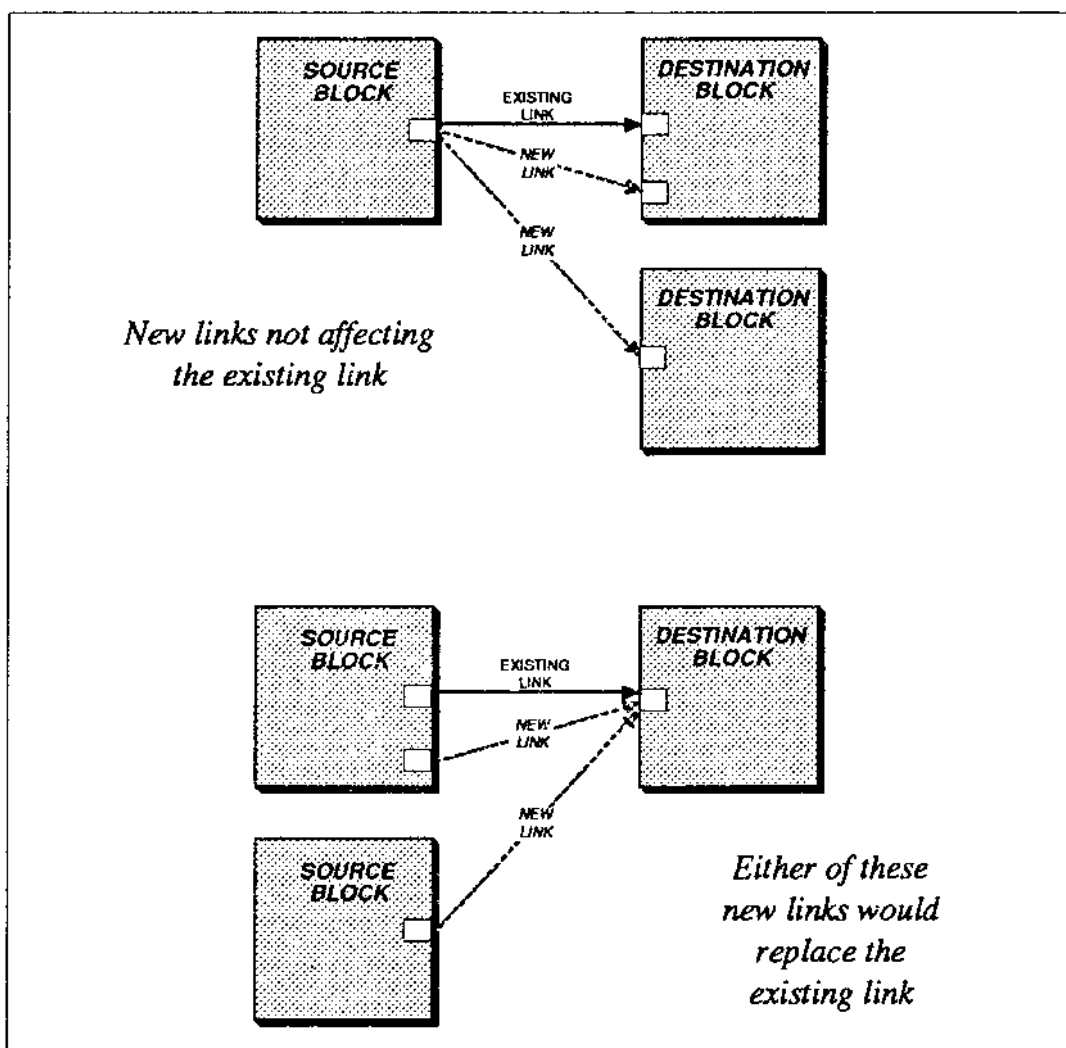 SOURCE
BLOCK
EXISTING
LINK
DESTINATION
BLOCK
NEW
LINK
NEW
LINK
DESTINATION
BLOCK
New links not affecting
the existing link
SOURCE
BLOCK
EXISTING
LINK
DESTINATION
BLOCK
NEW
LINK
NEW
LINK
SOURCE
BLOCK
Either of these
new links would
replace the
existing link